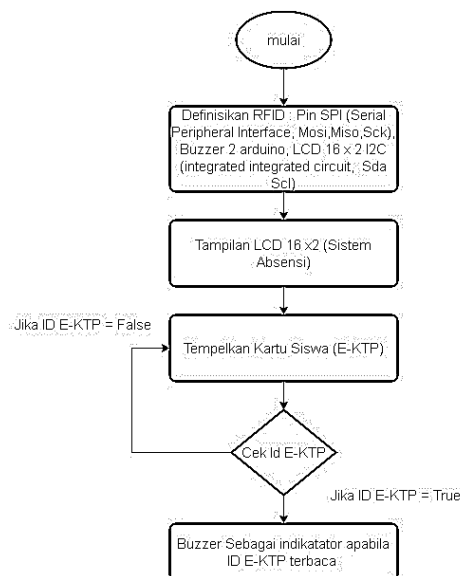 mulai
Definisikan RFID : Pin SPI (Serial
Peripheral Interface, Mosi,Miso,Sck),
Buzzer 2 arduino, LCD 16 x 2 I2C
(integrated integrated circuit, Sda
Scl)
Tampilan LCD 16 x2 (Sistem
Absensi)
Jika ID E-KTP = False
Tempelkan Kartu Siswa (E-KTP)
Cek Id E-KTP
Jika ID E-KTP = True
Buzzer Sebagai indikatator apabila
ID E-KTP terbaca